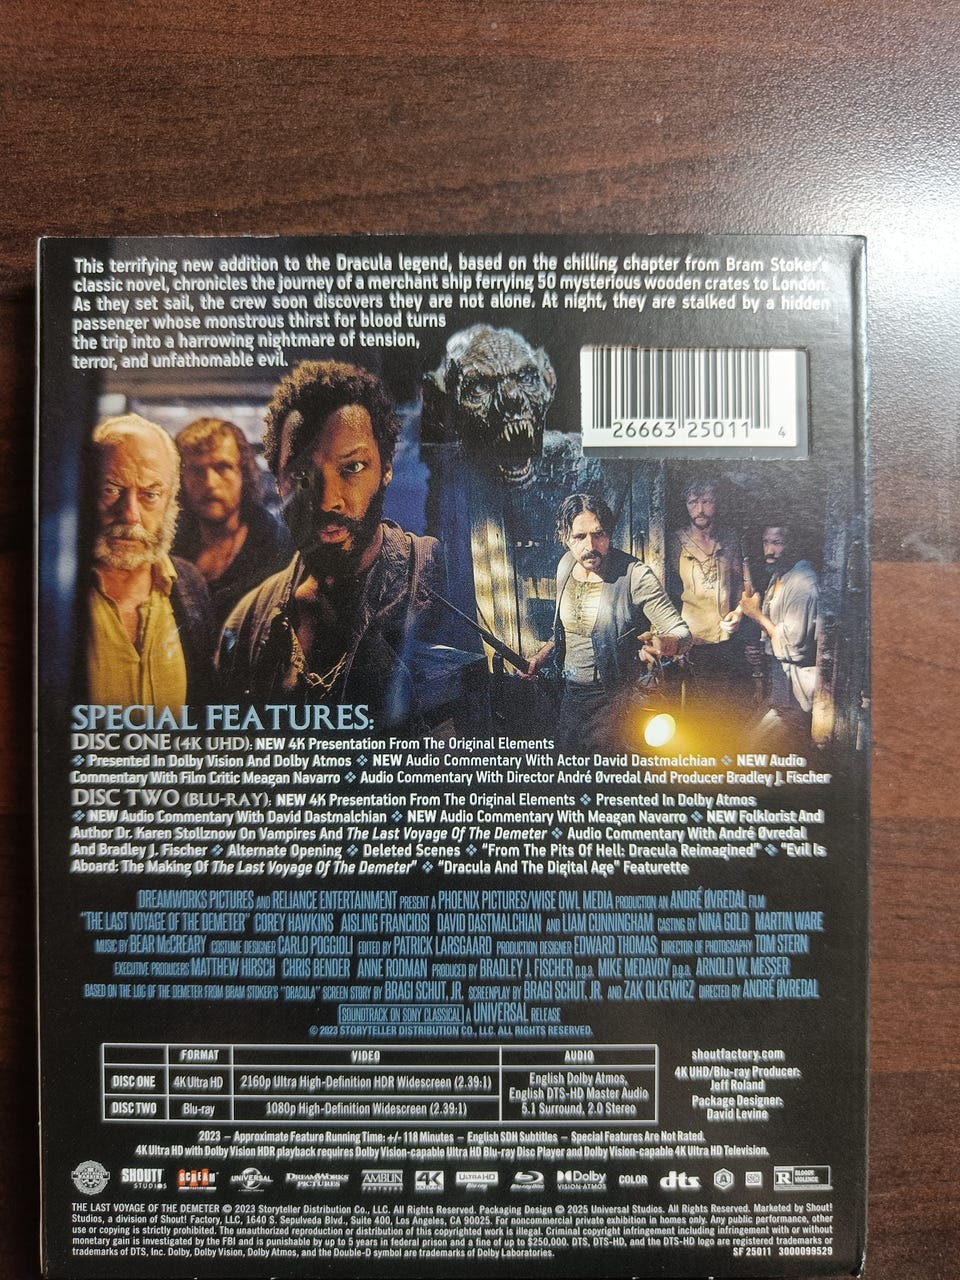 This terrifying new addition to the Dracula legend, based on the chilling chapter from Bram Stoker's
classic novel, chronicles the journey of a merchant ship ferrying 50 mysterious wooden crates to London.
As they set sail, the crew soon discovers they are not alone. At night, they are stalked by a hidden
passenger whose monstrous thirst for blood turns
the trip into a harrowing nightmare of tension,
terror, and unfathomable evil.
26663 25011 4
SPECIAL FEATURES:
DISC ONE (4K UHD): NEW 4K Presentation From The Original Elements
❖ Presented In Dolby Vision And Dolby Atmos ❖ NEW Audio Commentary With Actor David Dastmalchian ❖ NEW Audio
Commentary With Film Critic Meagan Navarro ❖ Audio Commentary With Director André Øvredal And Producer Bradley J. Fischer
DISC TWO (BLU-RAY): NEW 4K Presentation From The Original Elements ❖ Presented In Dolby Atmos
❖ NEW Audio Commentary With David Dastmalchian ❖ NEW Audio Commentary With Meagan Navarro ❖ NEW Folklorist And
Author Dr. Karen Stollznow On Vampires And The Last Voyage Of The Demeter ❖ Audio Commentary With André Øvredal
And Bradley J. Fischer ❖ Alternate Opening ❖ Deleted Scenes ❖ "From The Pits Of Hell: Dracula Reimagined" ❖ "Evil Is
Aboard: The Making Of The Last Voyage Of The Demeter" ❖ "Dracula And The Digital Age" Featurette
DREAMWORKS PICTURES AND RELIANCE ENTERTAINMENT PRESENT A PHOENIX PICTURES/WISE OWL MEDIA PRODUCTION AN ANDRÉ ØVREDAL FILM
"THE LAST VOYAGE OF THE DEMETER" COREY HAWKINS AISLING FRANCIOSI DAVID DASTMALCHIAN AND LIAM CUNNINGHAM CASTING BY NINA GOLD MARTIN WARE
MUSIC BY BEAR McCREARY COSTUME DESIGNER CARLO POGGIOLI EDITED BY PATRICK LARSGAARD PRODUCTION DESIGNER EDWARD THOMAS DIRECTOR OF PHOTOGRAPHY TOM STERN
EXECUTIVE PRODUCERS MATTHEW HIRSCH CHRIS BENDER ANNE RODMAN PRODUCED BY BRADLEY J. FISCHER p.g.a. MIKE MEDAVOY p.g.a. ARNOLD W. MESSER
BASED ON THE LOG OF THE DEMETER FROM BRAM STOKER'S "DRACULA" SCREEN STORY BY BRAGI SCHUT, JR. SCREENPLAY BY BRAGI SCHUT, JR. AND ZAK OLKEWICZ DIRECTED BY ANDRÉ ØVREDAL
SOUNDTRACK ON SONY CLASSICAL A UNIVERSAL RELEASE
© 2023 STORYTELLER DISTRIBUTION CO., LLC. ALL RIGHTS RESERVED.
FORMAT VIDEO AUDIO
DISC ONE 4K Ultra HD 2160p Ultra High-Definition HDR Widescreen (2.39:1)
DISC TWO Blu-ray 1080p High-Definition Widescreen (2.39:1)
English Dolby Atmos,
English DTS-HD Master Audio
5.1 Surround, 2.0 Stereo
shoutfactory.com
4K UHD/Blu-ray Producer:
Jeff Roland
Package Designer:
David Levine
2023 – Approximate Feature Running Time: +/- 118 Minutes – English SDH Subtitles – Special Features Are Not Rated.
4K Ultra HD with Dolby Vision HDR playback requires Dolby Vision-capable Ultra HD Blu-ray Disc Player and Dolby Vision-capable 4K Ultra HD Television.
SHOUT! STUDIOS SCREAM FACTORY UNIVERSAL DREAMWORKS PICTURES AMBLIN PARTNERS 4K ULTRA HD Blu-ray Blu-ray Dolby VISION·ATMOS COLOR dts A R BLOODY VIOLENCE
THE LAST VOYAGE OF THE DEMETER © 2023 Storyteller Distribution Co., LLC. All Rights Reserved. Packaging Design © 2025 Universal Studios. All Rights Reserved. Marketed by Shout!
Studios, a division of Shout! Factory, LLC, 1640 S. Sepulveda Blvd., Suite 400, Los Angeles, CA 90025. For noncommercial private exhibition in homes only. Any public performance, other
use or copying is strictly prohibited. The unauthorized reproduction or distribution of this copyrighted work is illegal. Criminal copyright infringement including infringement with or without
monetary gain is investigated by the FBI and is punishable by up to 5 years in federal prison and a fine of up to $250,000. DTS, DTS-HD, and the DTS-HD logo are registered trademarks or
trademarks of DTS, Inc. Dolby, Dolby Vision, Dolby Atmos, and the Double-D symbol are trademarks of Dolby Laboratories.
SF 25011 3000099529